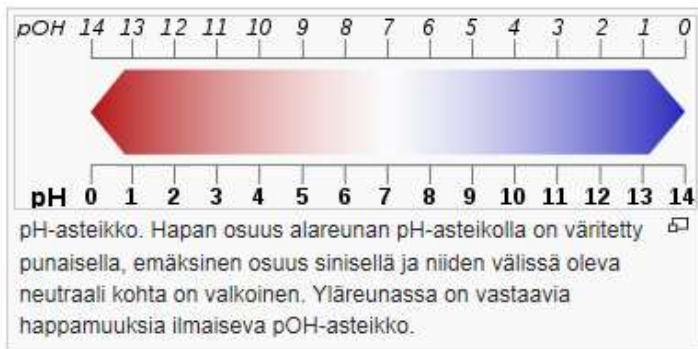 pOH 14 13 12 11 10 9 8 7 6 5 4 3 2 1 0
pH 0 1 2 3 4 5 6 7 8 9 10 11 12 13 14
pH-asteikko. Hapan osuus alareunan pH-asteikolla on väritetty
punaisella, emäksinen osuus sinisellä ja niiden välissä oleva
neutraali kohta on valkoinen. Yläreunassa on vastaavia
happamuuksia ilmaiseva pOH-asteikko.